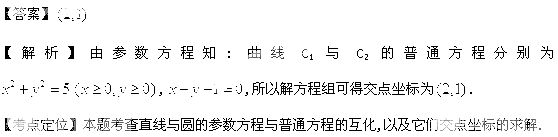 【答案】(2,1)
【解析】由参数方程知：曲线 C₁ 与 C₂ 的普通方程分别为
x²+y²=5(x≥0,y≥0), x-y-1=0,所以解方程组可得交点坐标为(2,1).
【考点定位】本题考查直线与圆的参数方程与普通方程的互化,以及它们交点坐标的求解.